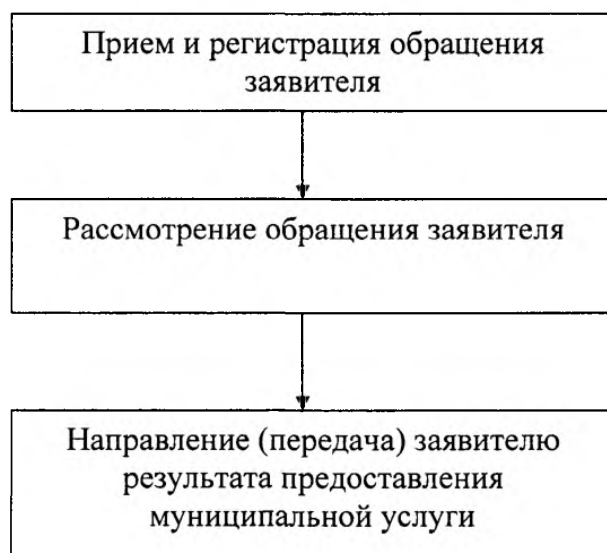 Прием и регистрация обращения
заявителя
Рассмотрение обращения заявителя
Направление (передача) заявителю
результата предоставления
муниципальной услуги